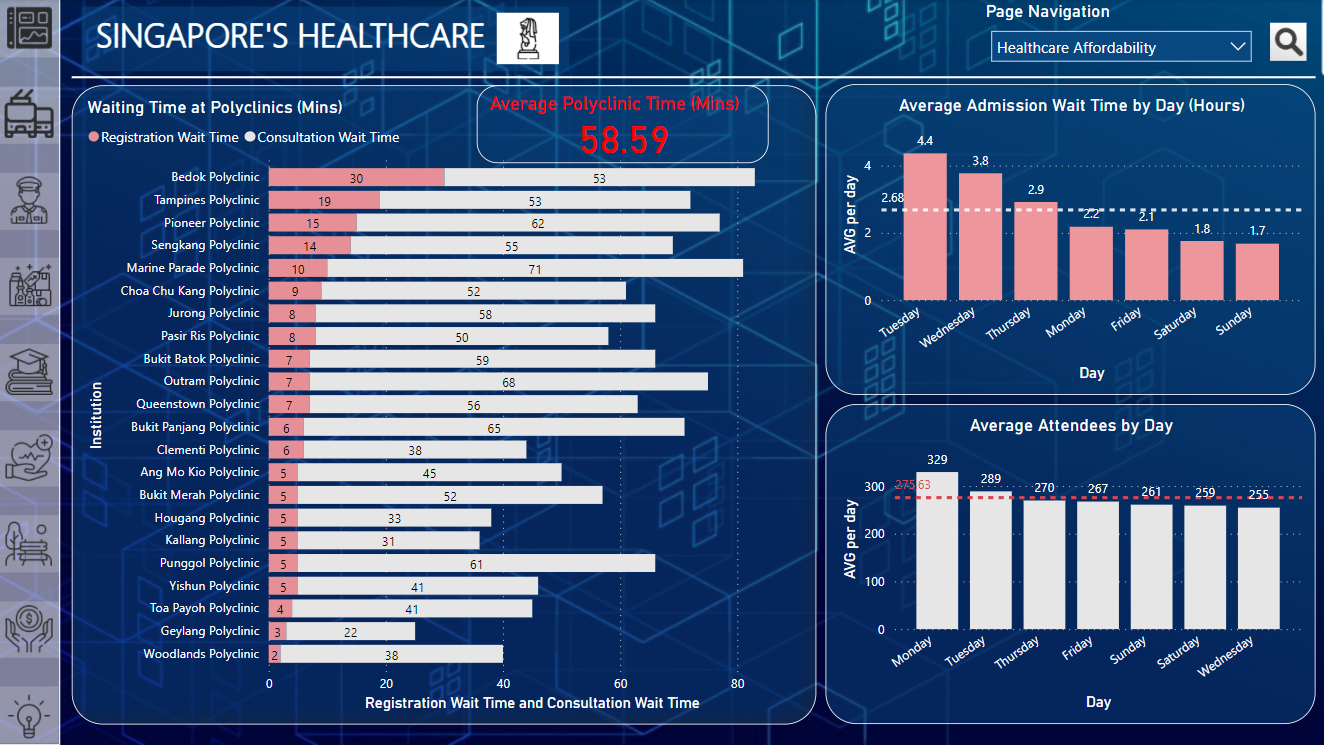 SINGAPORE'S HEALTHCARE
Page Navigation
Healthcare Affordability
Waiting Time at Polyclinics (Mins)
Registration Wait Time Consultation Wait Time
Average Polyclinic Time (Mins)
58.59
Institution
Bedok Polyclinic 30 53
Tampines Polyclinic 19 53
Pioneer Polyclinic 15 62
Sengkang Polyclinic 14 55
Marine Parade Polyclinic 10 71
Choa Chu Kang Polyclinic 9 52
Jurong Polyclinic 8 58
Pasir Ris Polyclinic 8 50
Bukit Batok Polyclinic 7 59
Outram Polyclinic 7 68
Queenstown Polyclinic 7 56
Bukit Panjang Polyclinic 6 65
Clementi Polyclinic 6 38
Ang Mo Kio Polyclinic 5 45
Bukit Merah Polyclinic 5 52
Hougang Polyclinic 5 33
Kallang Polyclinic 5 31
Punggol Polyclinic 5 61
Yishun Polyclinic 5 41
Toa Payoh Polyclinic 4 41
Geylang Polyclinic 3 22
Woodlands Polyclinic 2 38
0 20 40 60 80
Registration Wait Time and Consultation Wait Time
Average Admission Wait Time by Day (Hours)
AVG per day
4
2
0
2.68
4.4 3.8 2.9 2.2 2.1 1.8 1.7
Tuesday Wednesday Thursday Monday Friday Saturday Sunday
Day
Average Attendees by Day
AVG per day
300
200
100
0
275.63
329 289 270 267 261 259 255
Monday Tuesday Thursday Friday Sunday Saturday Wednesday
Day